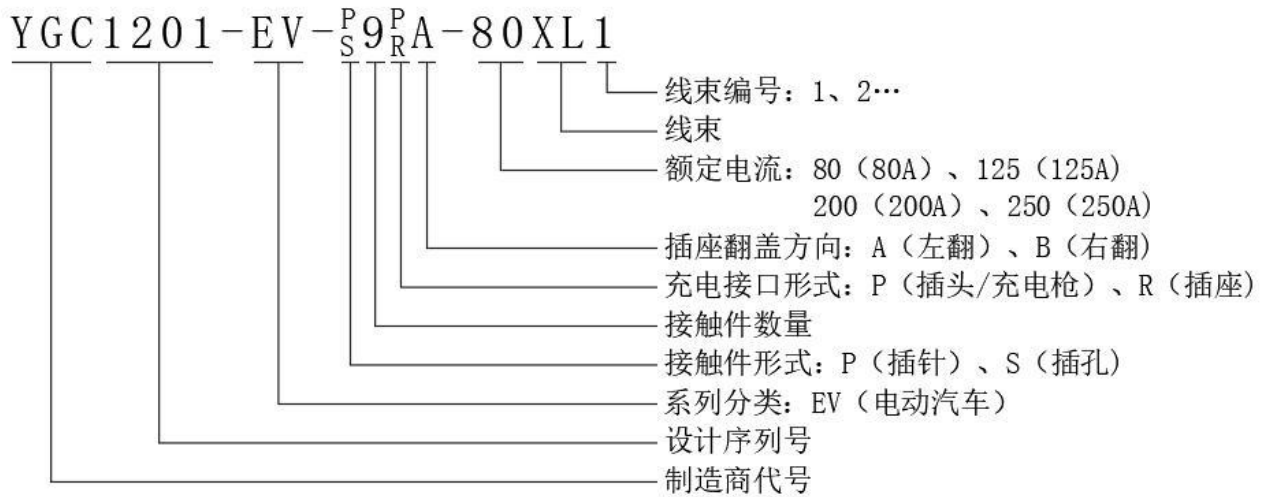 YGC1201-EV-P/S9P/RA-80XL1
线束编号：1、2…
线束
额定电流：80（80A）、125（125A）
200（200A）、250（250A）
插座翻盖方向：A（左翻）、B（右翻）
充电接口形式：P（插头/充电枪）、R（插座）
接触件数量
接触件形式：P（插针）、S（插孔）
系列分类：EV（电动汽车）
设计序列号
制造商代号